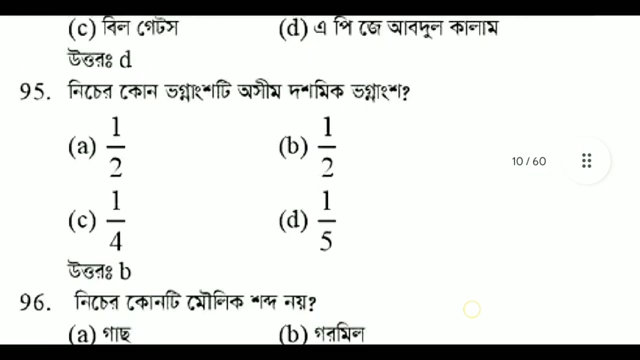 (c) বিল গেটস (d) এ পি জে আবদুল কালাম
উত্তরঃ d
95. নিচের কোন ভগ্নাংশটি অসীম দশমিক ভগ্নাংশ?
(a) 1/2 (b) 1/2
10 / 60
(c) 1/4 (d) 1/5
উত্তরঃ b
96. নিচের কোনটি মৌলিক শব্দ নয়?
(a) গাছ (b) গরমিল